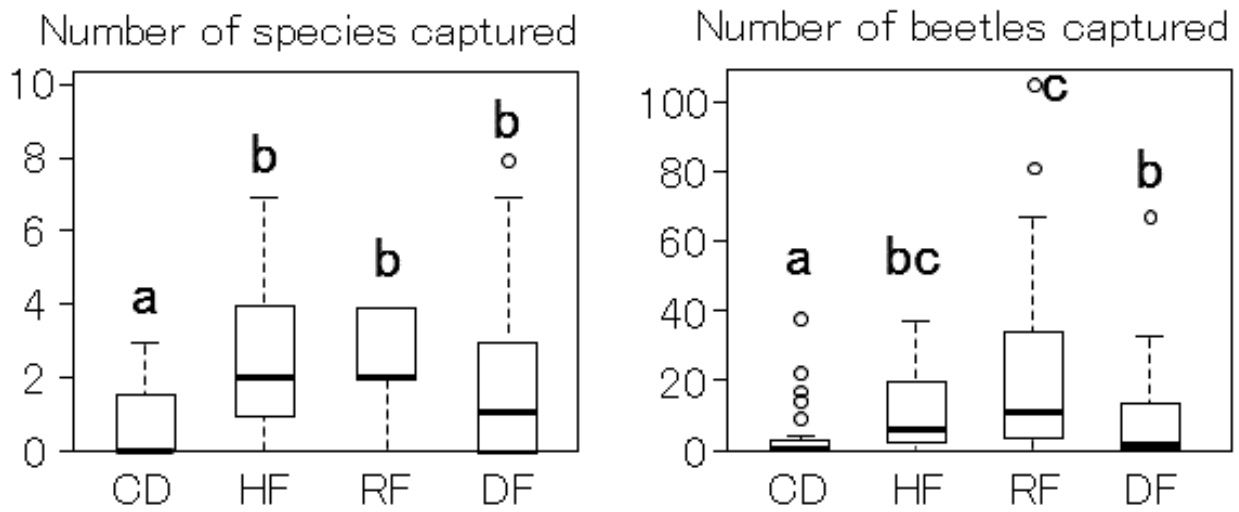 Number of species captured
10
8
6
4
2
0
a
b
b
b
CD HF RF DF
Number of beetles captured
100
80
60
40
20
0
a
bc
c
b
CD HF RF DF